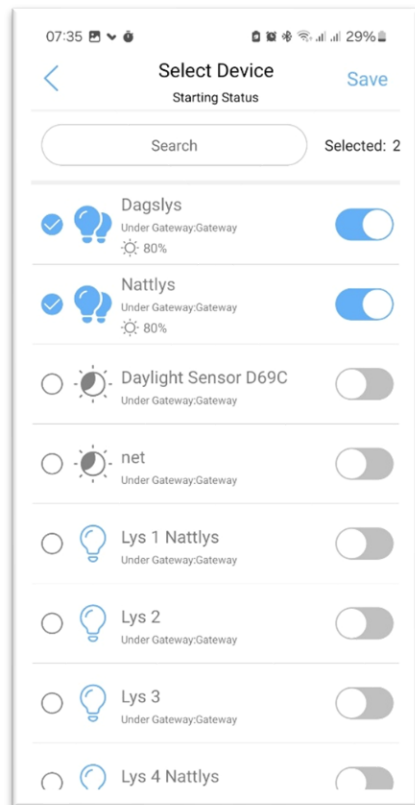 07:35 29%
Select Device
Save
Starting Status
Search
Selected: 2
Dagslys
Under Gateway:Gateway
80%
Nattlys
Under Gateway:Gateway
80%
Daylight Sensor D69C
Under Gateway:Gateway
net
Under Gateway:Gateway
Lys 1 Nattlys
Under Gateway:Gateway
Lys 2
Under Gateway:Gateway
Lys 3
Under Gateway:Gateway
Lys 4 Nattlys